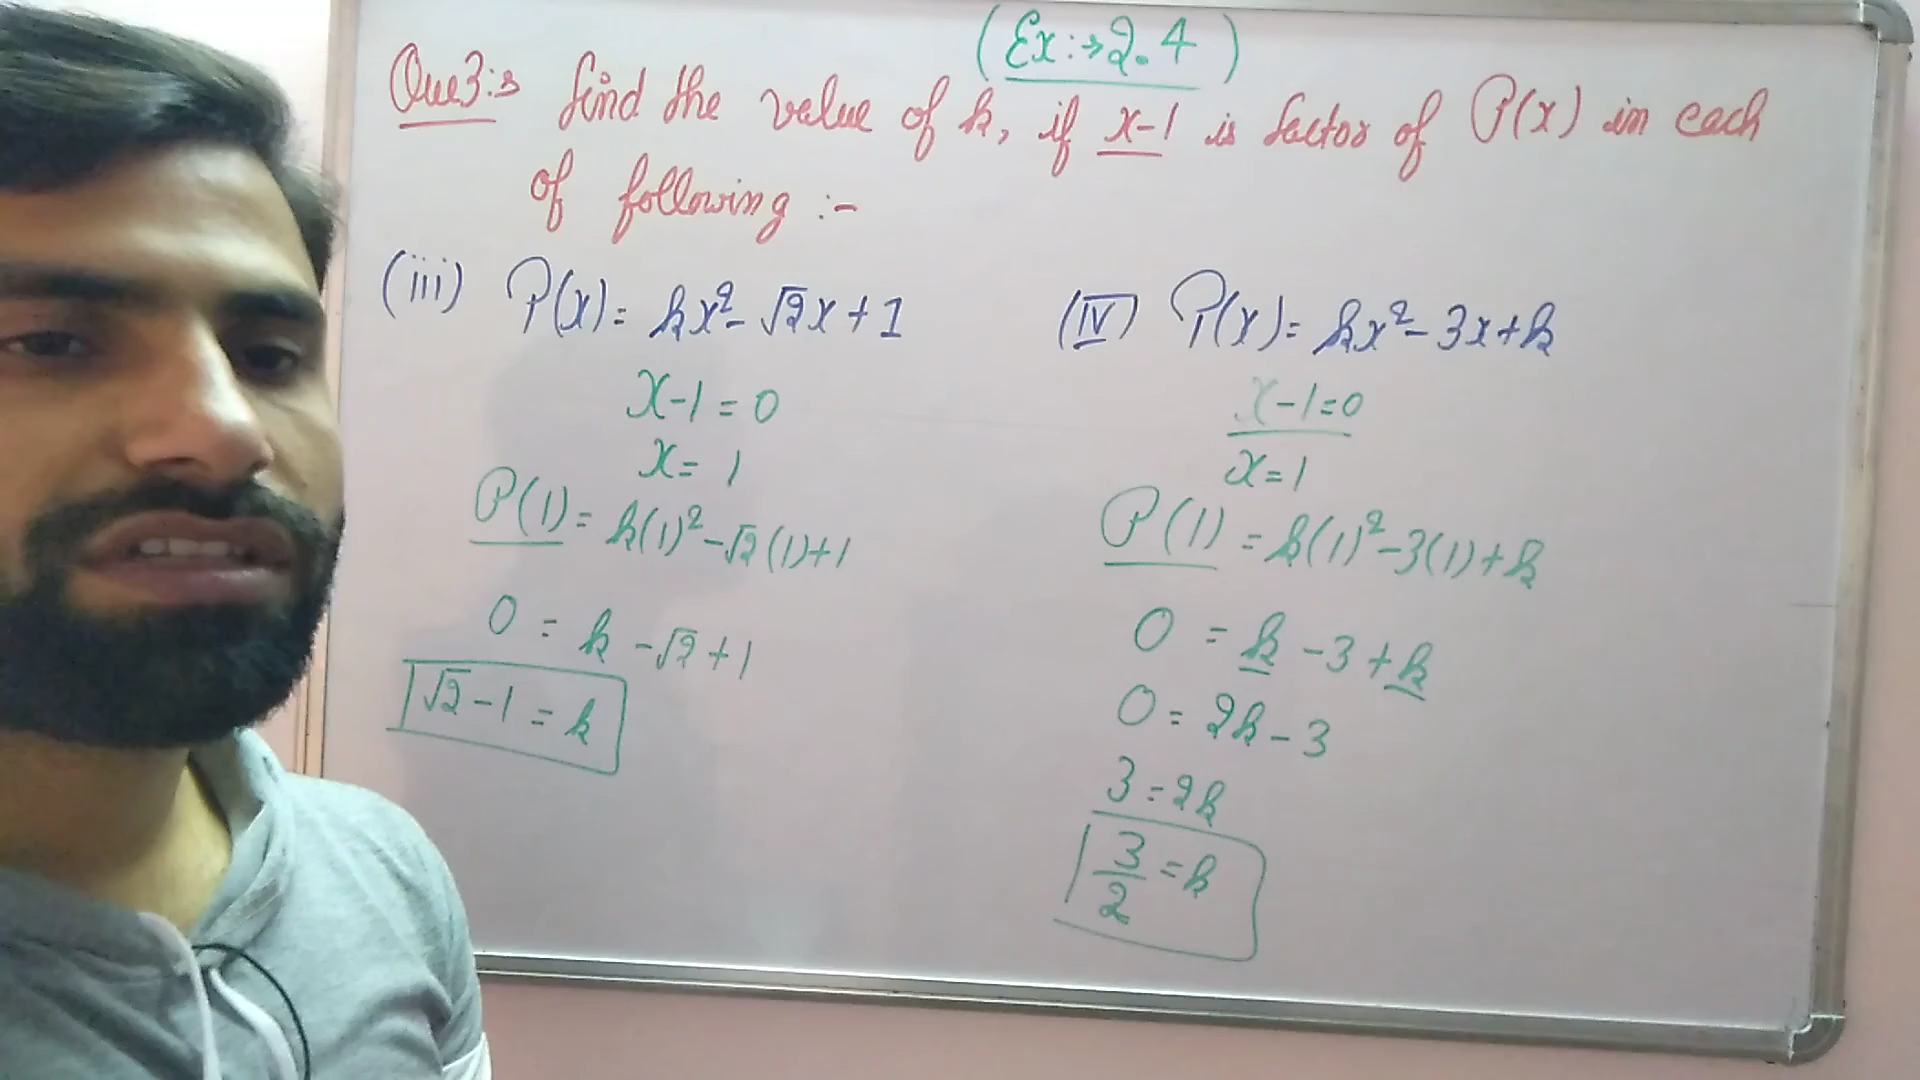 (Ex:→2.4)
Que3:→ find the value of k, if x-1 is factor of P(x) in each
of following :-
(iii) P(x) = kx² - √2x + 1
x-1 = 0
x = 1
P(1) = k(1)² - √2(1)+1
0 = k - √2 + 1
√2 - 1 = k
(IV) P(x) = kx² - 3x + k
x-1=0
x=1
P(1) = k(1)² - 3(1) + k
0 = k - 3 + k
0 = 2k - 3
3 = 2k
3/2 = k